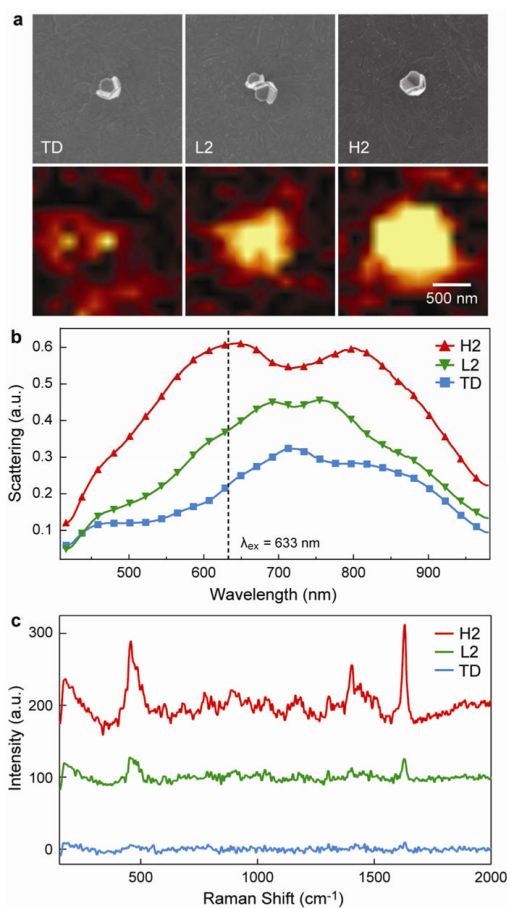 a
TD
L2
H2
500 nm
b
0.6
0.5
0.4
0.3
0.2
0.1
Scattering (a.u.)
H2
L2
TD
λex = 633 nm
500 600 700 800 900
Wavelength (nm)
c
300
200
100
0
Intensity (a.u.)
H2
L2
TD
500 1000 1500 2000
Raman Shift (cm-1)